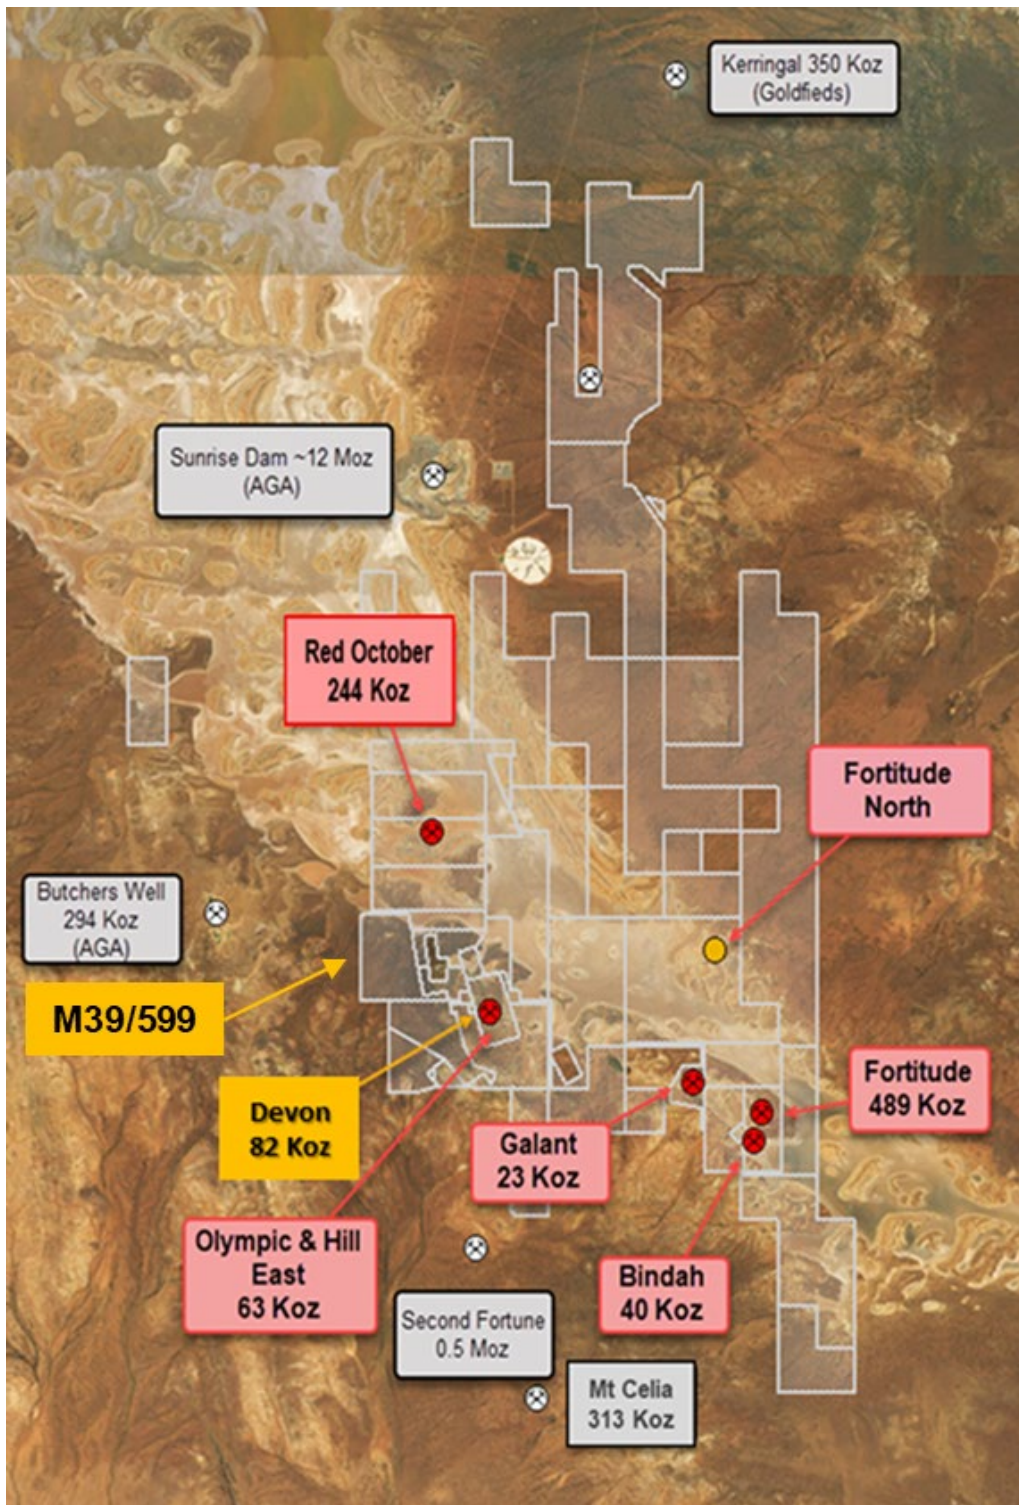 Kerringal 350 Koz
(Goldfieds)
Sunrise Dam ~12 Moz
(AGA)
Red October
244 Koz
Fortitude
North
Butchers Well
294 Koz
(AGA)
M39/599
Devon
82 Koz
Fortitude
489 Koz
Galant
23 Koz
Olympic & Hill
East
63 Koz
Bindah
40 Koz
Second Fortune
0.5 Moz
Mt Celia
313 Koz